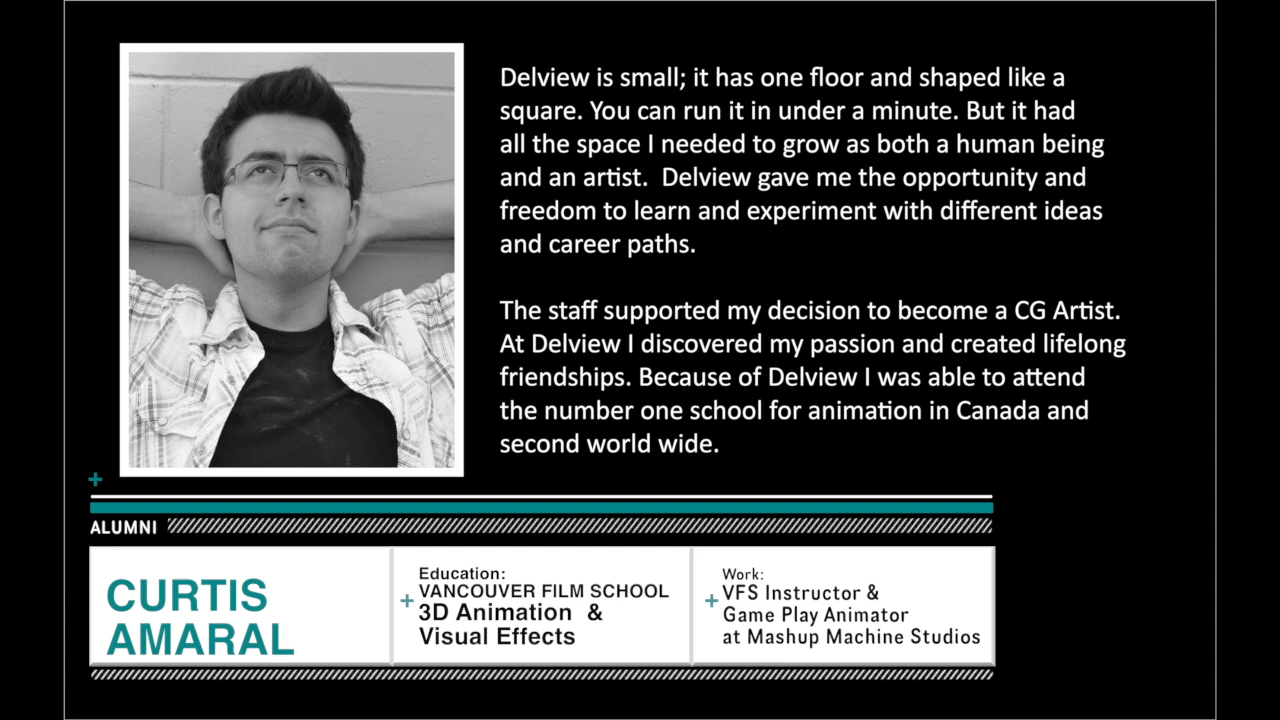 Delview is small; it has one floor and shaped like a
square. You can run it in under a minute. But it had
all the space I needed to grow as both a human being
and an artist.  Delview gave me the opportunity and
freedom to learn and experiment with different ideas
and career paths.
The staff supported my decision to become a CG Artist.
At Delview I discovered my passion and created lifelong
friendships. Because of Delview I was able to attend
the number one school for animation in Canada and
second world wide.
ALUMNI
CURTIS
AMARAL
Education:
VANCOUVER FILM SCHOOL
3D Animation  &
Visual Effects
Work:
VFS Instructor &
Game Play Animator
at Mashup Machine Studios